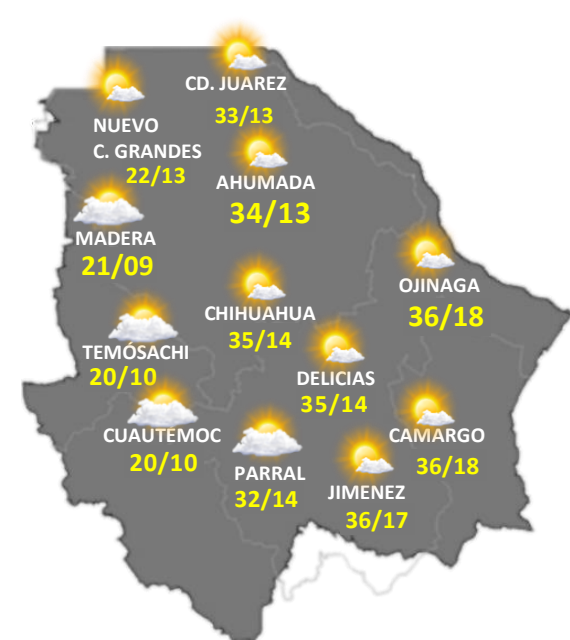 CD. JUAREZ
33/13
NUEVO
C. GRANDES
22/13
AHUMADA
34/13
MADERA
21/09
OJINAGA
36/18
CHIHUAHUA
35/14
TEMÓSACHI
20/10
DELICIAS
35/14
CUAUTEMOC
20/10
CAMARGO
36/18
PARRAL
32/14
JIMENEZ
36/17